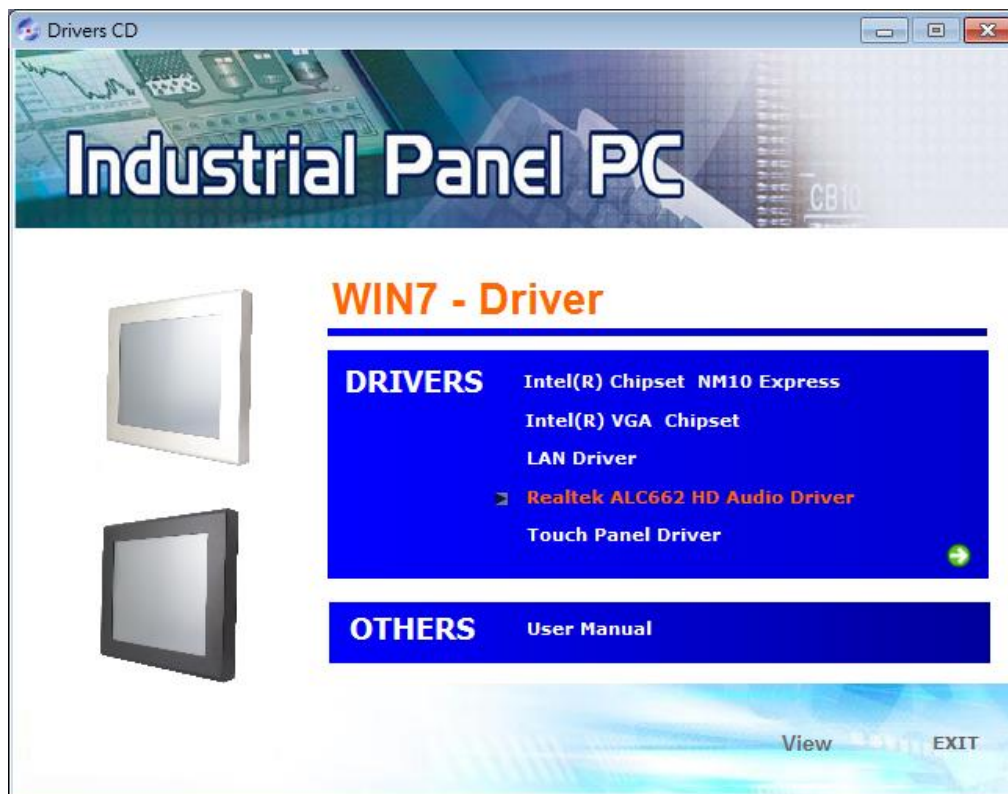 Drivers CD
Industrial Panel PC
CB10
WIN7 - Driver
DRIVERS
Intel(R) Chipset NM10 Express
Intel(R) VGA Chipset
LAN Driver
Realtek ALC662 HD Audio Driver
Touch Panel Driver
OTHERS
User Manual
View
EXIT